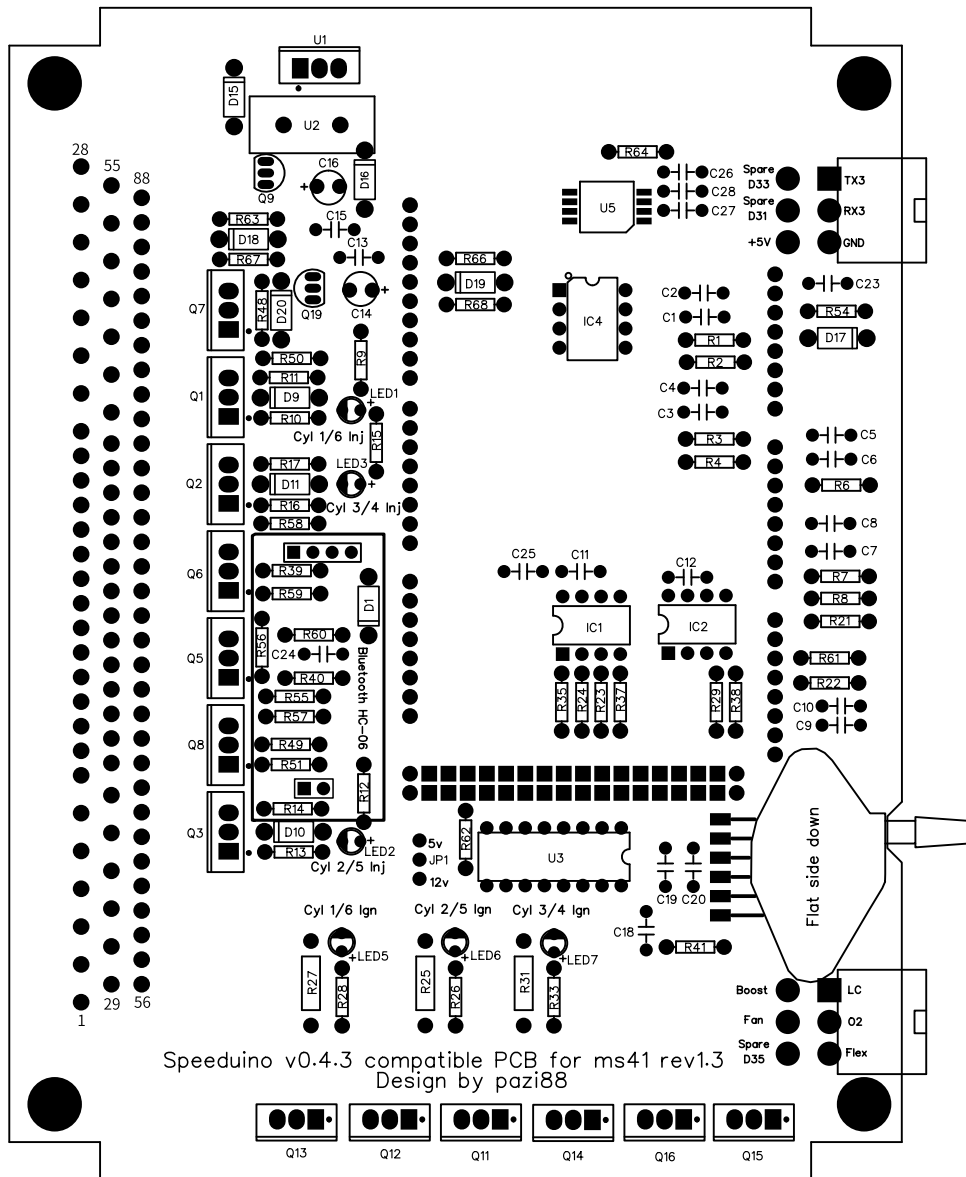 U1
D15
U2
R64
28
55
88
C16
D16
Q9
C26
C28
C27
U5
Spare
D33
TX3
Spare
D31
RX3
+5V
GND
R63
D18
R67
C15
C13
R66
D19
R68
C23
Q7
R48
D20
Q19
C14
IC4
C2
C1
R54
D17
R1
R2
R50
R9
R11
Q1
D9
R10
LED1
C4
C3
Cyl 1/6 Inj
R15
R3
R4
C5
C6
R17
LED3
Q2
D11
R6
R16
Cyl 3/4 Inj
R58
C8
C7
Q6
R39
R59
D1
C25
C11
C12
R7
R8
R21
IC1
IC2
R60
R56
C24
Q5
R40
R61
R22
R55
R57
Bluetooth HC-06
R35
R24
R23
R37
R29
R38
C10
C9
Q8
R49
R51
R12
R14
Q3
D10
R13
LED2
Cyl 2/5 Inj
5v
JP1
12v
R62
U3
C19
C20
Flat side down
Cyl 1/6 Ign
Cyl 2/5 Ign
Cyl 3/4 Ign
C18
R41
LED5
LED6
LED7
R27
R28
R25
R26
R31
R33
1
29
56
Boost
LC
Fan
O2
Spare
D35
Flex
Speeduino v0.4.3 compatible PCB for ms41 rev1.3
Design by pazi88
Q13
Q12
Q11
Q14
Q16
Q15